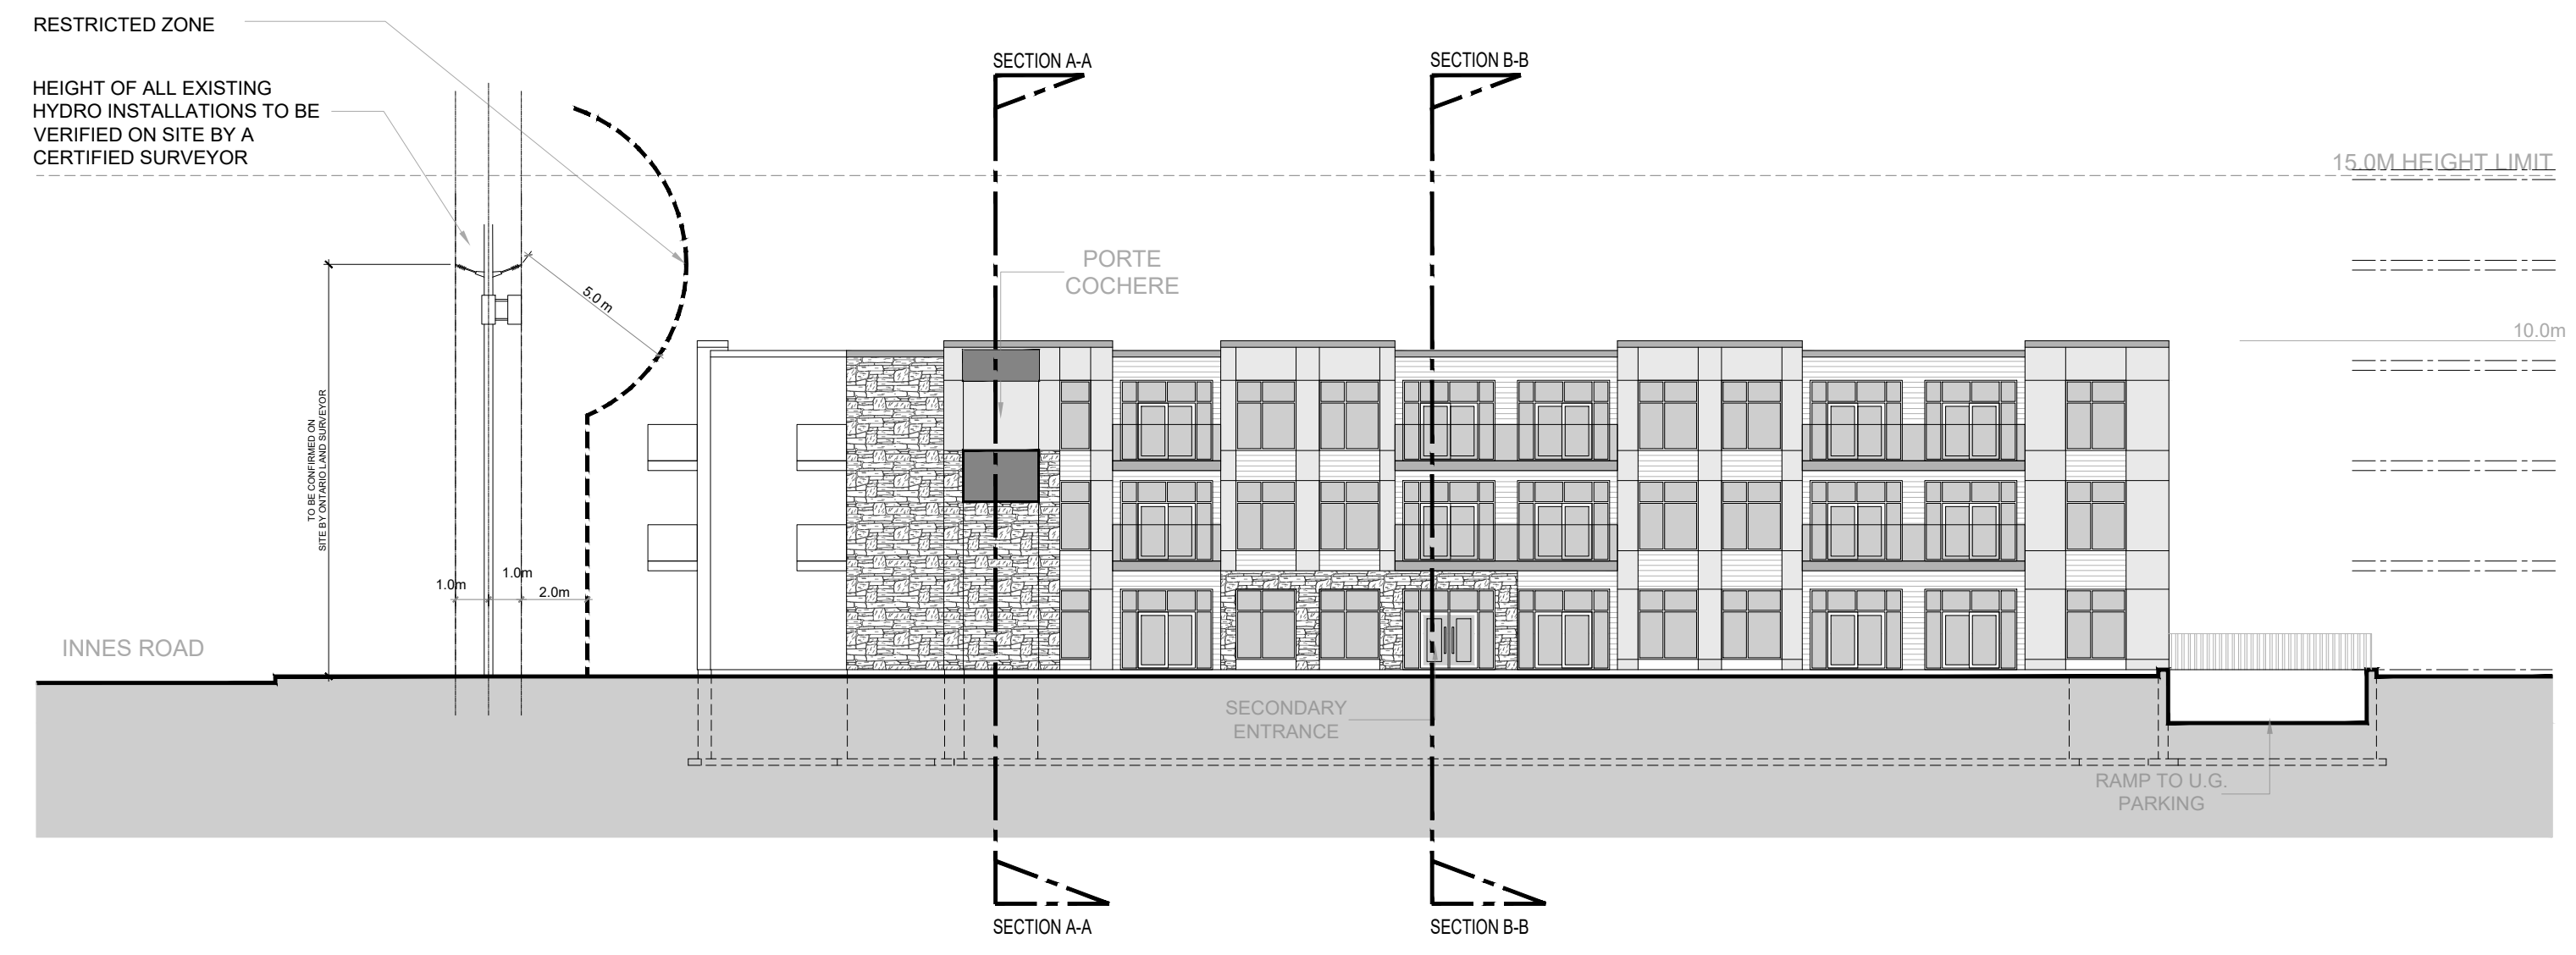 RESTRICTED ZONE
HEIGHT OF ALL EXISTING
HYDRO INSTALLATIONS TO BE
VERIFIED ON SITE BY A
CERTIFIED SURVEYOR
SECTION A-A
SECTION B-B
15.0M HEIGHT LIMIT
PORTE
COCHERE
5.0 m
10.0m
TO BE CONFIRMED ON
SITE BY ONTARIO LAND SURVEYOR
1.0m
1.0m
2.0m
INNES ROAD
SECONDARY
ENTRANCE
RAMP TO U.G.
PARKING
SECTION A-A
SECTION B-B